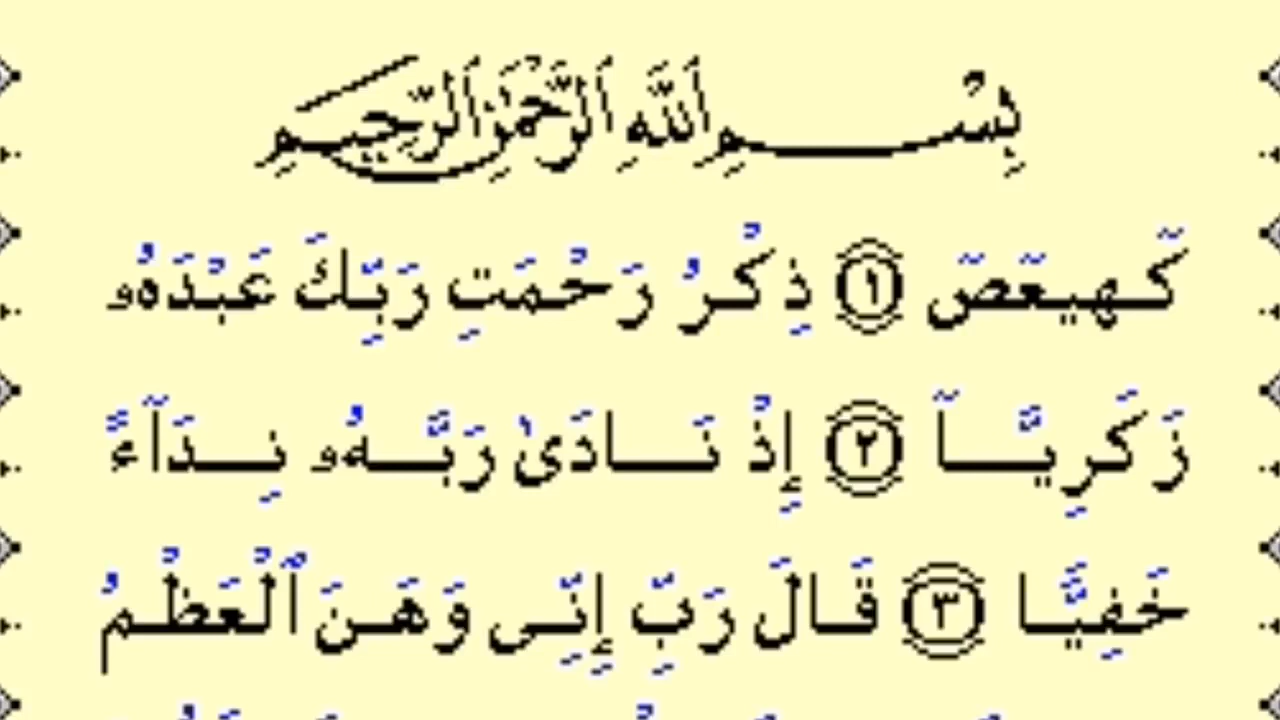 بِسْمِ ٱللَّهِ ٱلرَّحْمَٰنِ ٱلرَّحِيمِ
كٓهيعٓصٓ ١ ذِكْرُ رَحْمَتِ رَبِّكَ عَبْدَهُۥ
زَكَرِيَّآ ٢ إِذْ نَادَىٰ رَبَّهُۥ نِدَآءً
خَفِيًّا ٣ قَالَ رَبِّ إِنِّى وَهَنَ ٱلْعَظْمُ